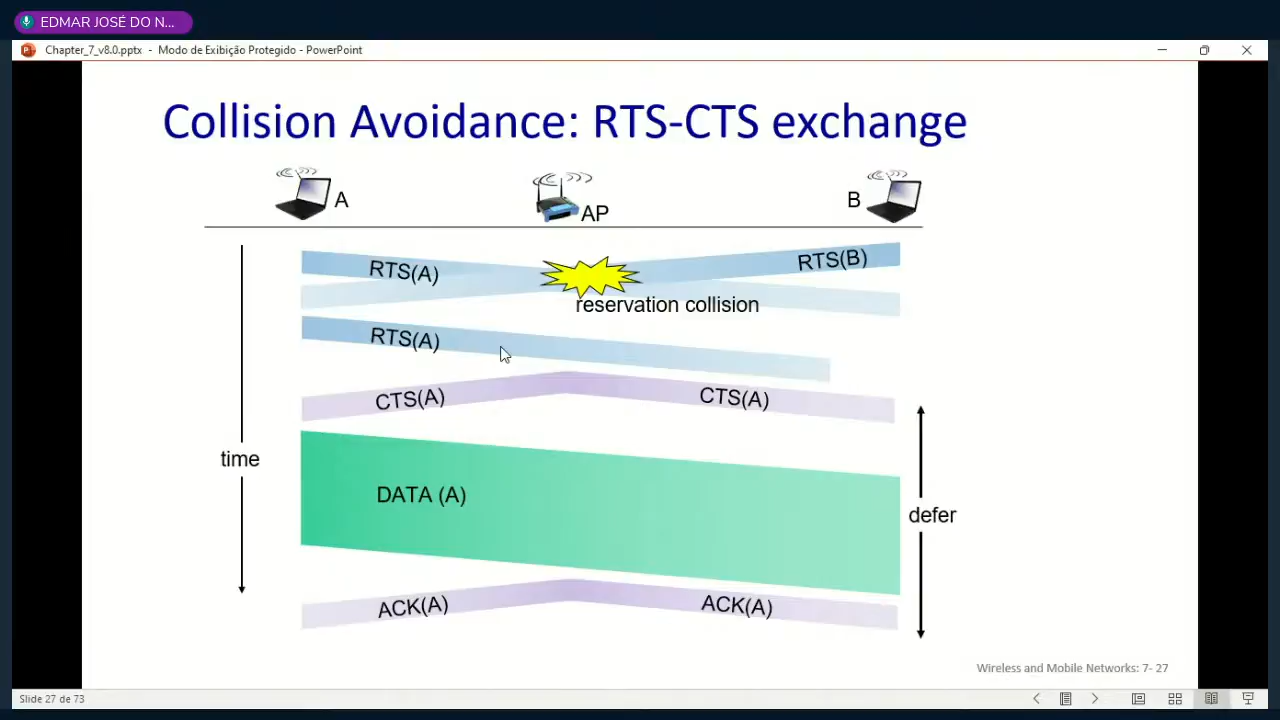 EDMAR JOSÉ DO N...
Chapter_7_v8.0.pptx - Modo de Exibição Protegido - PowerPoint
Collision Avoidance: RTS-CTS exchange
A
AP
B
RTS(A)
RTS(B)
reservation collision
RTS(A)
CTS(A)
CTS(A)
time
DATA (A)
defer
ACK(A)
ACK(A)
Wireless and Mobile Networks: 7- 27
Slide 27 de 73